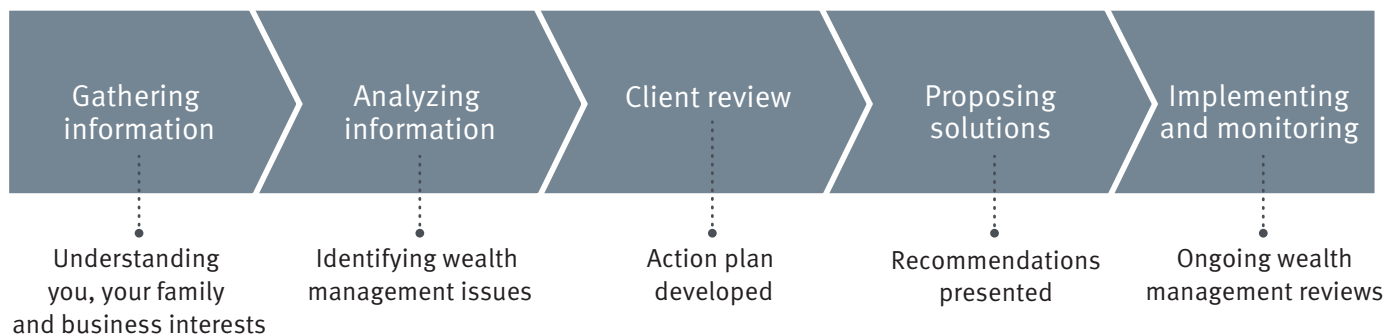 Gathering
information
Analyzing
information
Client review
Proposing
solutions
Implementing
and monitoring
Understanding
you, your family
and business interests
Identifying wealth
management issues
Action plan
developed
Recommendations
presented
Ongoing wealth
management reviews